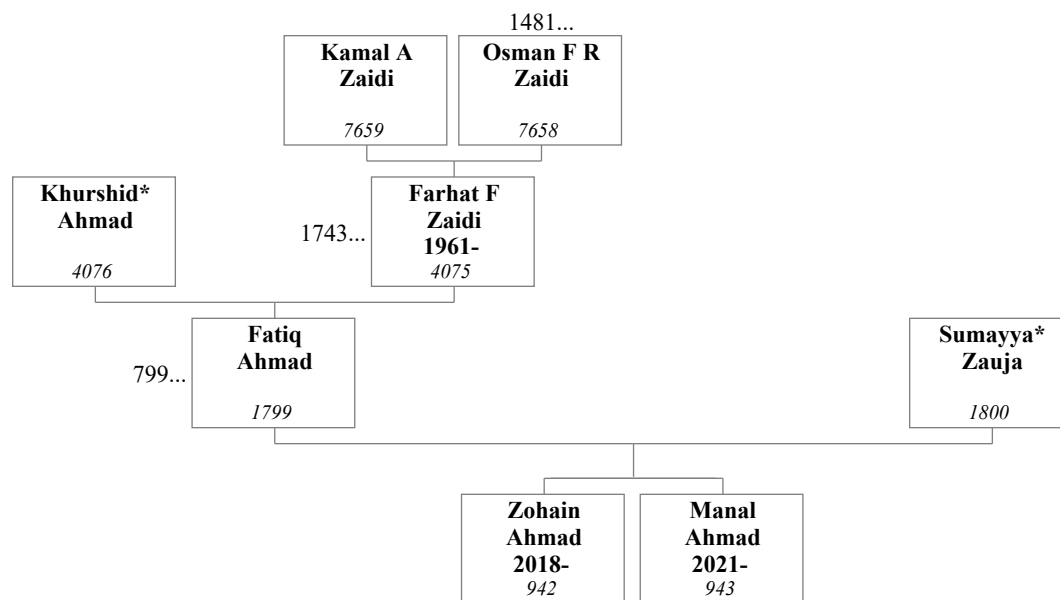 1481...
Kamal A
Zaidi
7659
Osman F R
Zaidi
7658
Khurshid*
Ahmad
4076
1743...
Farhat F
Zaidi
1961-
4075
799...
Fatiq
Ahmad
1799
Sumayya*
Zauja
1800
Zohain
Ahmad
2018-
942
Manal
Ahmad
2021-
943